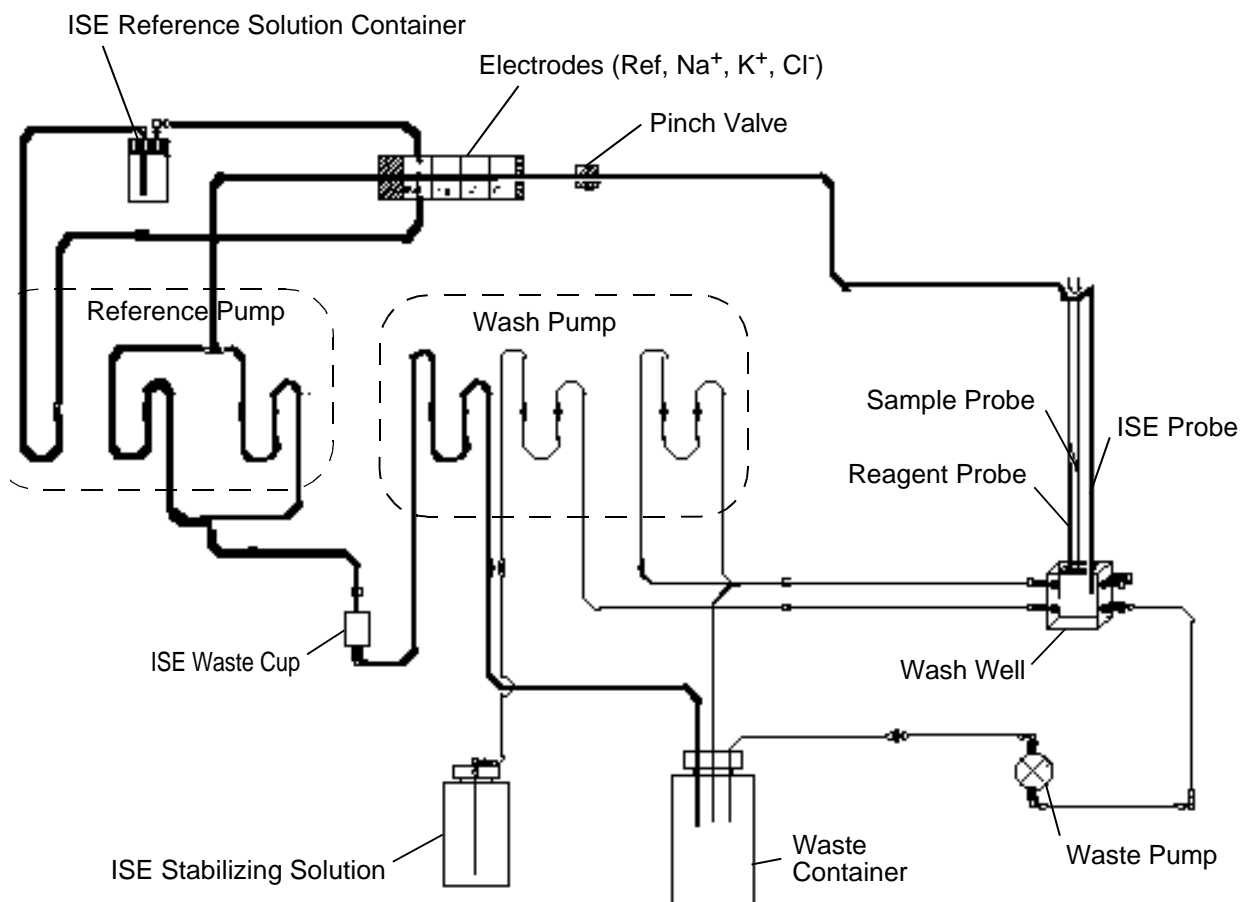 ISE Reference Solution Container
Electrodes (Ref, Na+, K+, Cl-)
Pinch Valve
Reference Pump
Wash Pump
Sample Probe
ISE Probe
Reagent Probe
ISE Waste Cup
Wash Well
ISE Stabilizing Solution
Waste
Container
Waste Pump